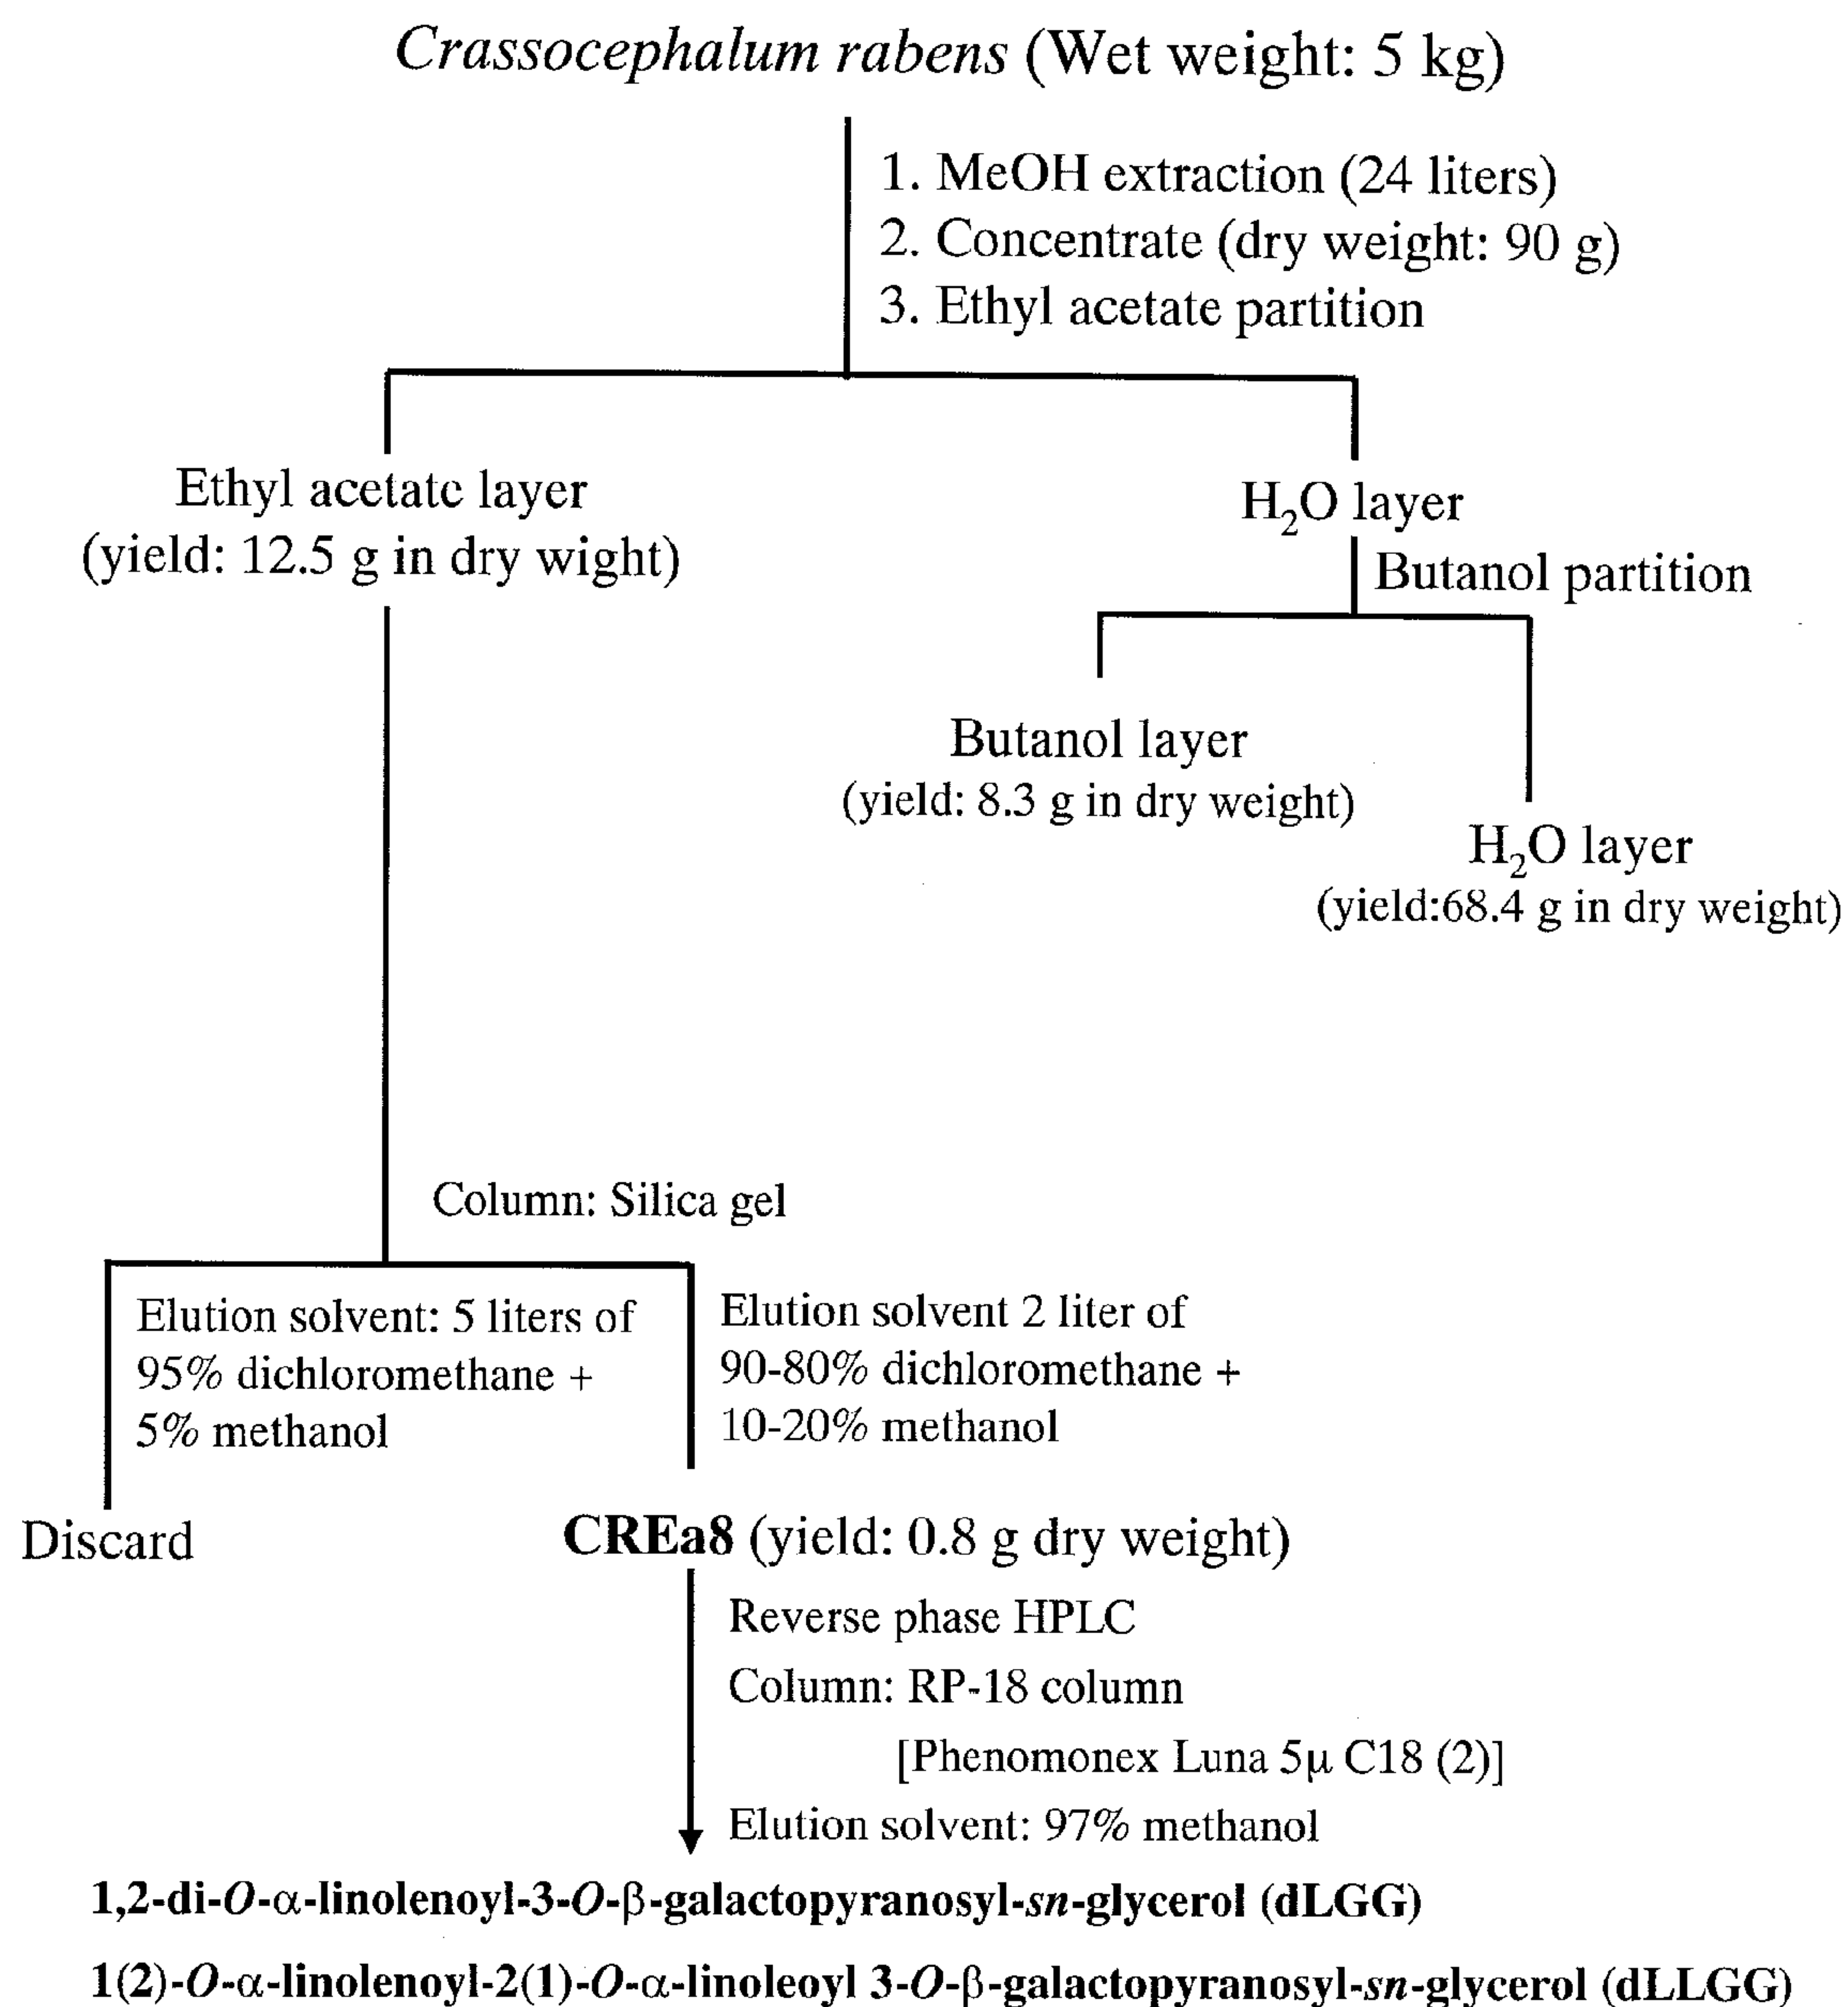 Crassocephalum rabens (Wet weight: 5 kg)
1. MeOH extraction (24 liters)
2. Concentrate (dry weight: 90 g)
3. Ethyl acetate partition
Ethyl acetate layer
(yield: 12.5 g in dry wight)
H₂O layer
Butanol partition
Butanol layer
(yield: 8.3 g in dry weight)
H₂O layer
(yield:68.4 g in dry weight)
Column: Silica gel
Elution solvent: 5 liters of
95% dichloromethane +
5% methanol
Elution solvent 2 liter of
90-80% dichloromethane +
10-20% methanol
Discard
CREa8 (yield: 0.8 g dry weight)
Reverse phase HPLC
Column: RP-18 column
[Phenomonex Luna 5μ C18 (2)]
Elution solvent: 97% methanol
1,2-di-O-α-linolenoyl-3-O-β-galactopyranosyl-sn-glycerol (dLGG)
1(2)-O-α-linolenoyl-2(1)-O-α-linoleoyl 3-O-β-galactopyranosyl-sn-glycerol (dLLGG)